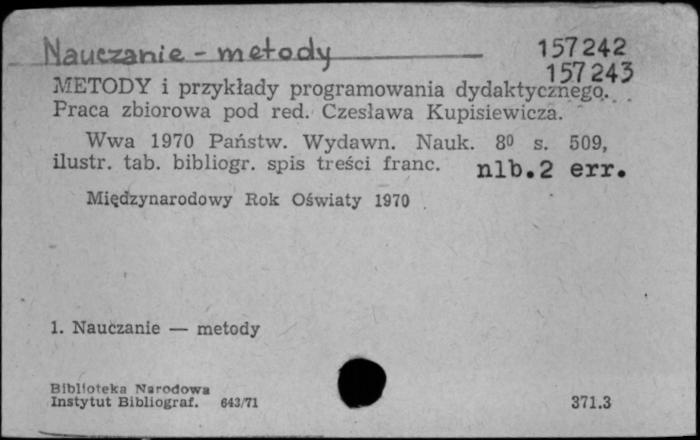 Nauczanie - metody 157242
157243
METODY i przykłady programowania dydaktycznego.
Praca zbiorowa pod red. Czesława Kupisiewicza.
Wwa 1970 Państw. Wydawn. Nauk. 8⁰ s. 509,
ilustr. tab. bibliogr. spis treści franc. nlb.2 err.
Międzynarodowy Rok Oświaty 1970
1. Nauczanie — metody
Biblioteka Narodowa
Instytut Bibliograf. 643/71 371.3